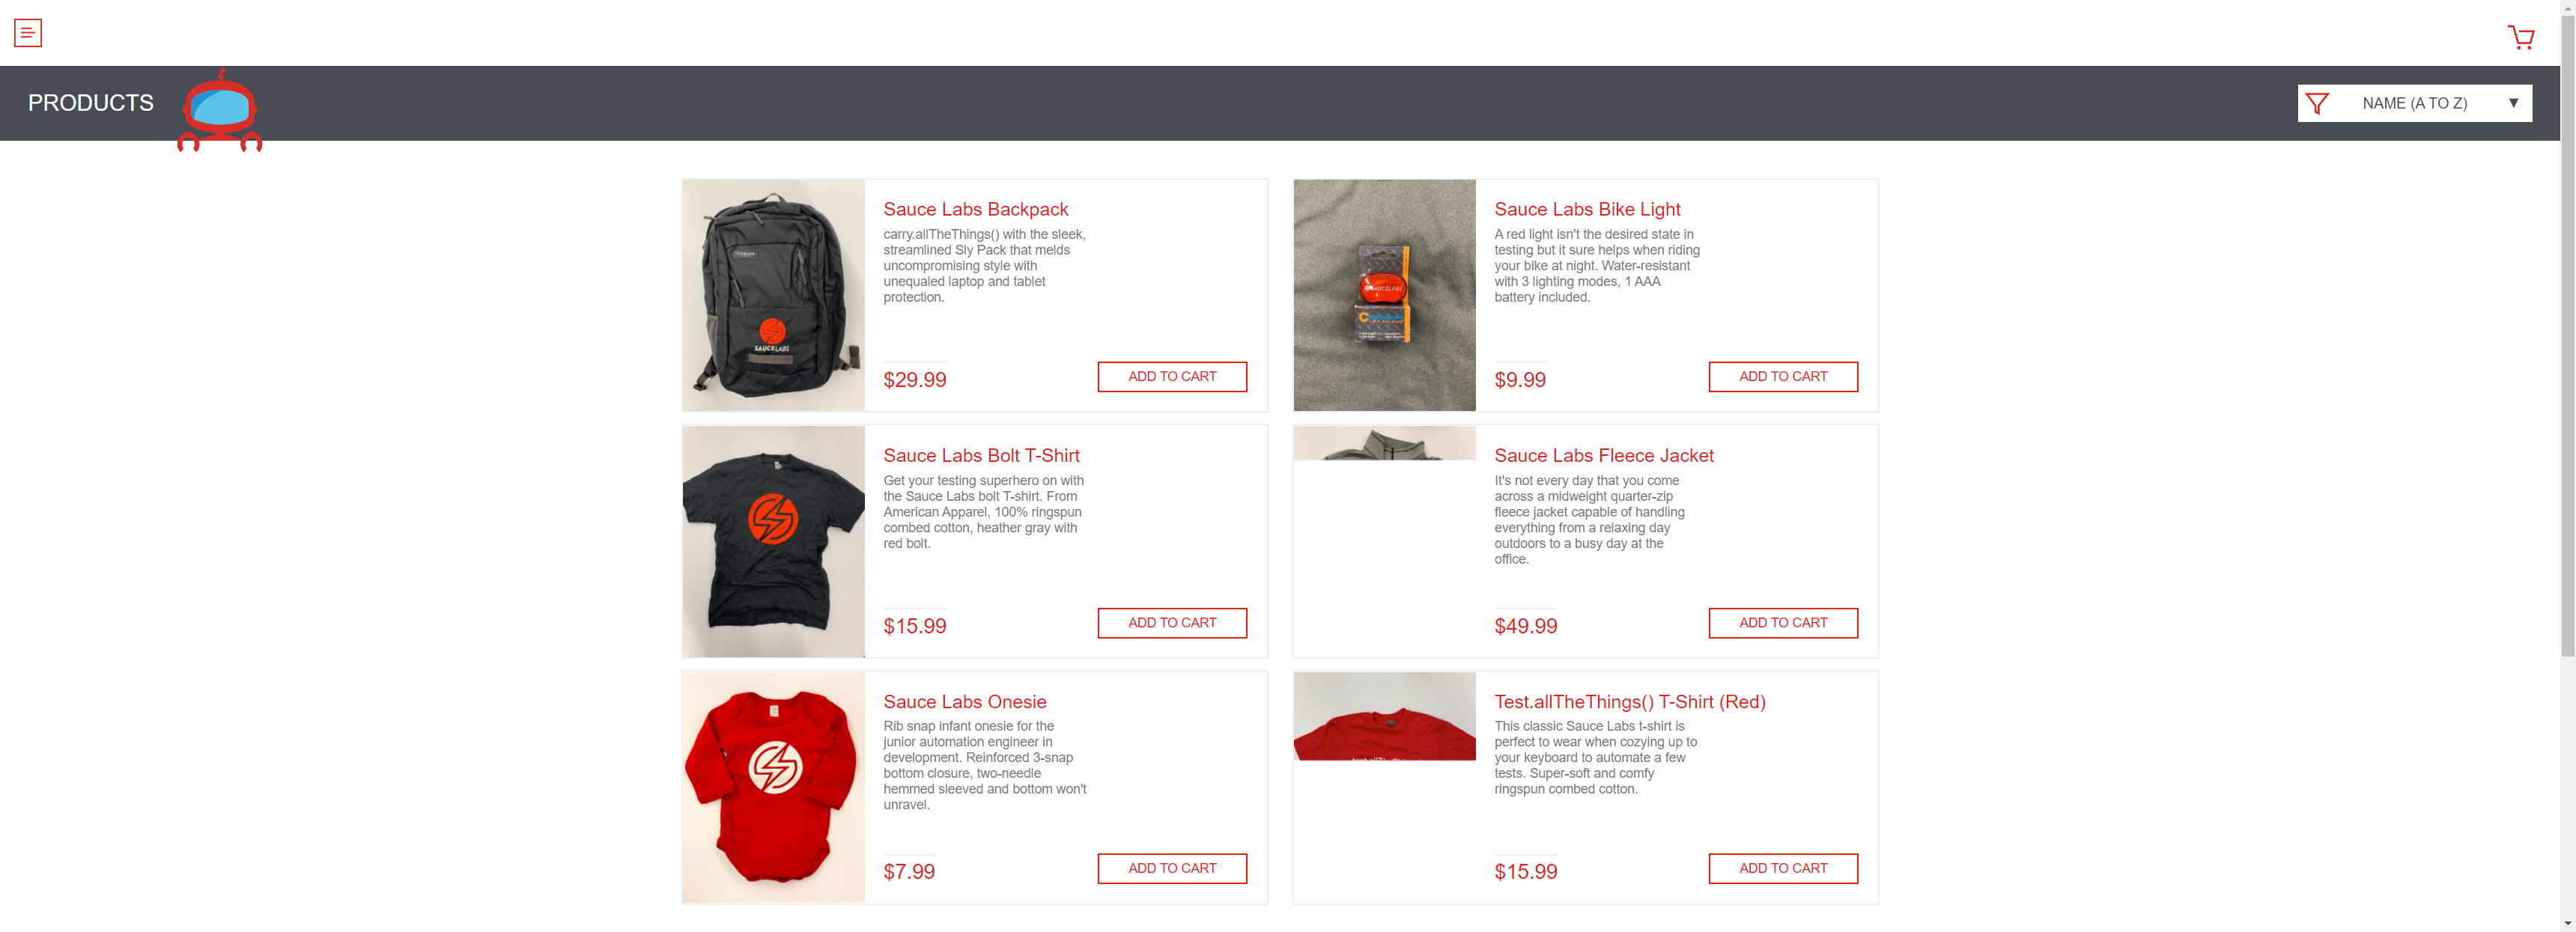 PRODUCTS
NAME (A TO Z)
Sauce Labs Backpack
carry.allTheThings() with the sleek,
streamlined Sly Pack that melds
uncompromising style with
unequaled laptop and tablet
protection.
$29.99
ADD TO CART
SAUCELABS
Sauce Labs Bike Light
A red light isn't the desired state in
testing but it sure helps when riding
your bike at night. Water-resistant
with 3 lighting modes, 1 AAA
battery included.
$9.99
ADD TO CART
SAUCELABS
Sauce Labs Bolt T-Shirt
Get your testing superhero on with
the Sauce Labs bolt T-shirt. From
American Apparel, 100% ringspun
combed cotton, heather gray with
red bolt.
$15.99
ADD TO CART
Sauce Labs Fleece Jacket
It's not every day that you come
across a midweight quarter-zip
fleece jacket capable of handling
everything from a relaxing day
outdoors to a busy day at the
office.
$49.99
ADD TO CART
Sauce Labs Onesie
Rib snap infant onesie for the
junior automation engineer in
development. Reinforced 3-snap
bottom closure, two-needle
hemmed sleeved and bottom won't
unravel.
$7.99
ADD TO CART
Test.allTheThings() T-Shirt (Red)
This classic Sauce Labs t-shirt is
perfect to wear when cozying up to
your keyboard to automate a few
tests. Super-soft and comfy
ringspun combed cotton.
$15.99
ADD TO CART